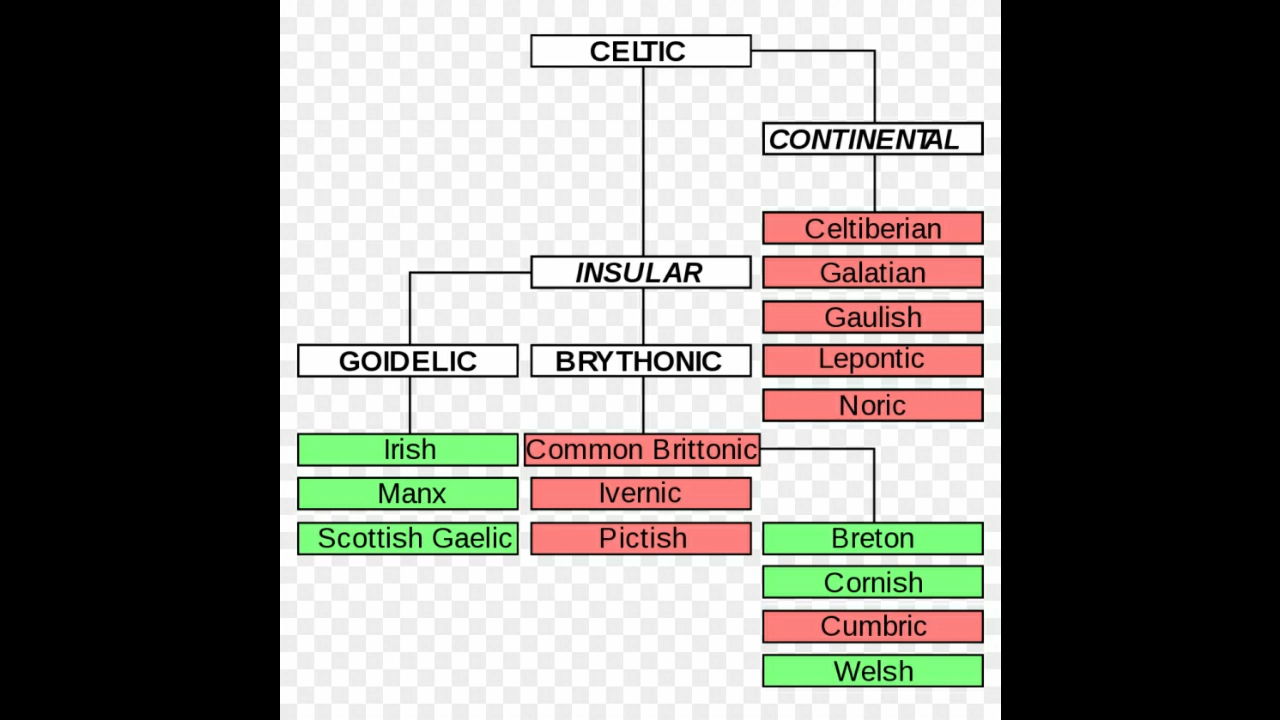 CELTIC
CONTINENTAL
Celtiberian
INSULAR
Galatian
Gaulish
GOIDELIC
BRYTHONIC
Lepontic
Noric
Irish
Common Brittonic
Manx
Ivernic
Scottish Gaelic
Pictish
Breton
Cornish
Cumbric
Welsh